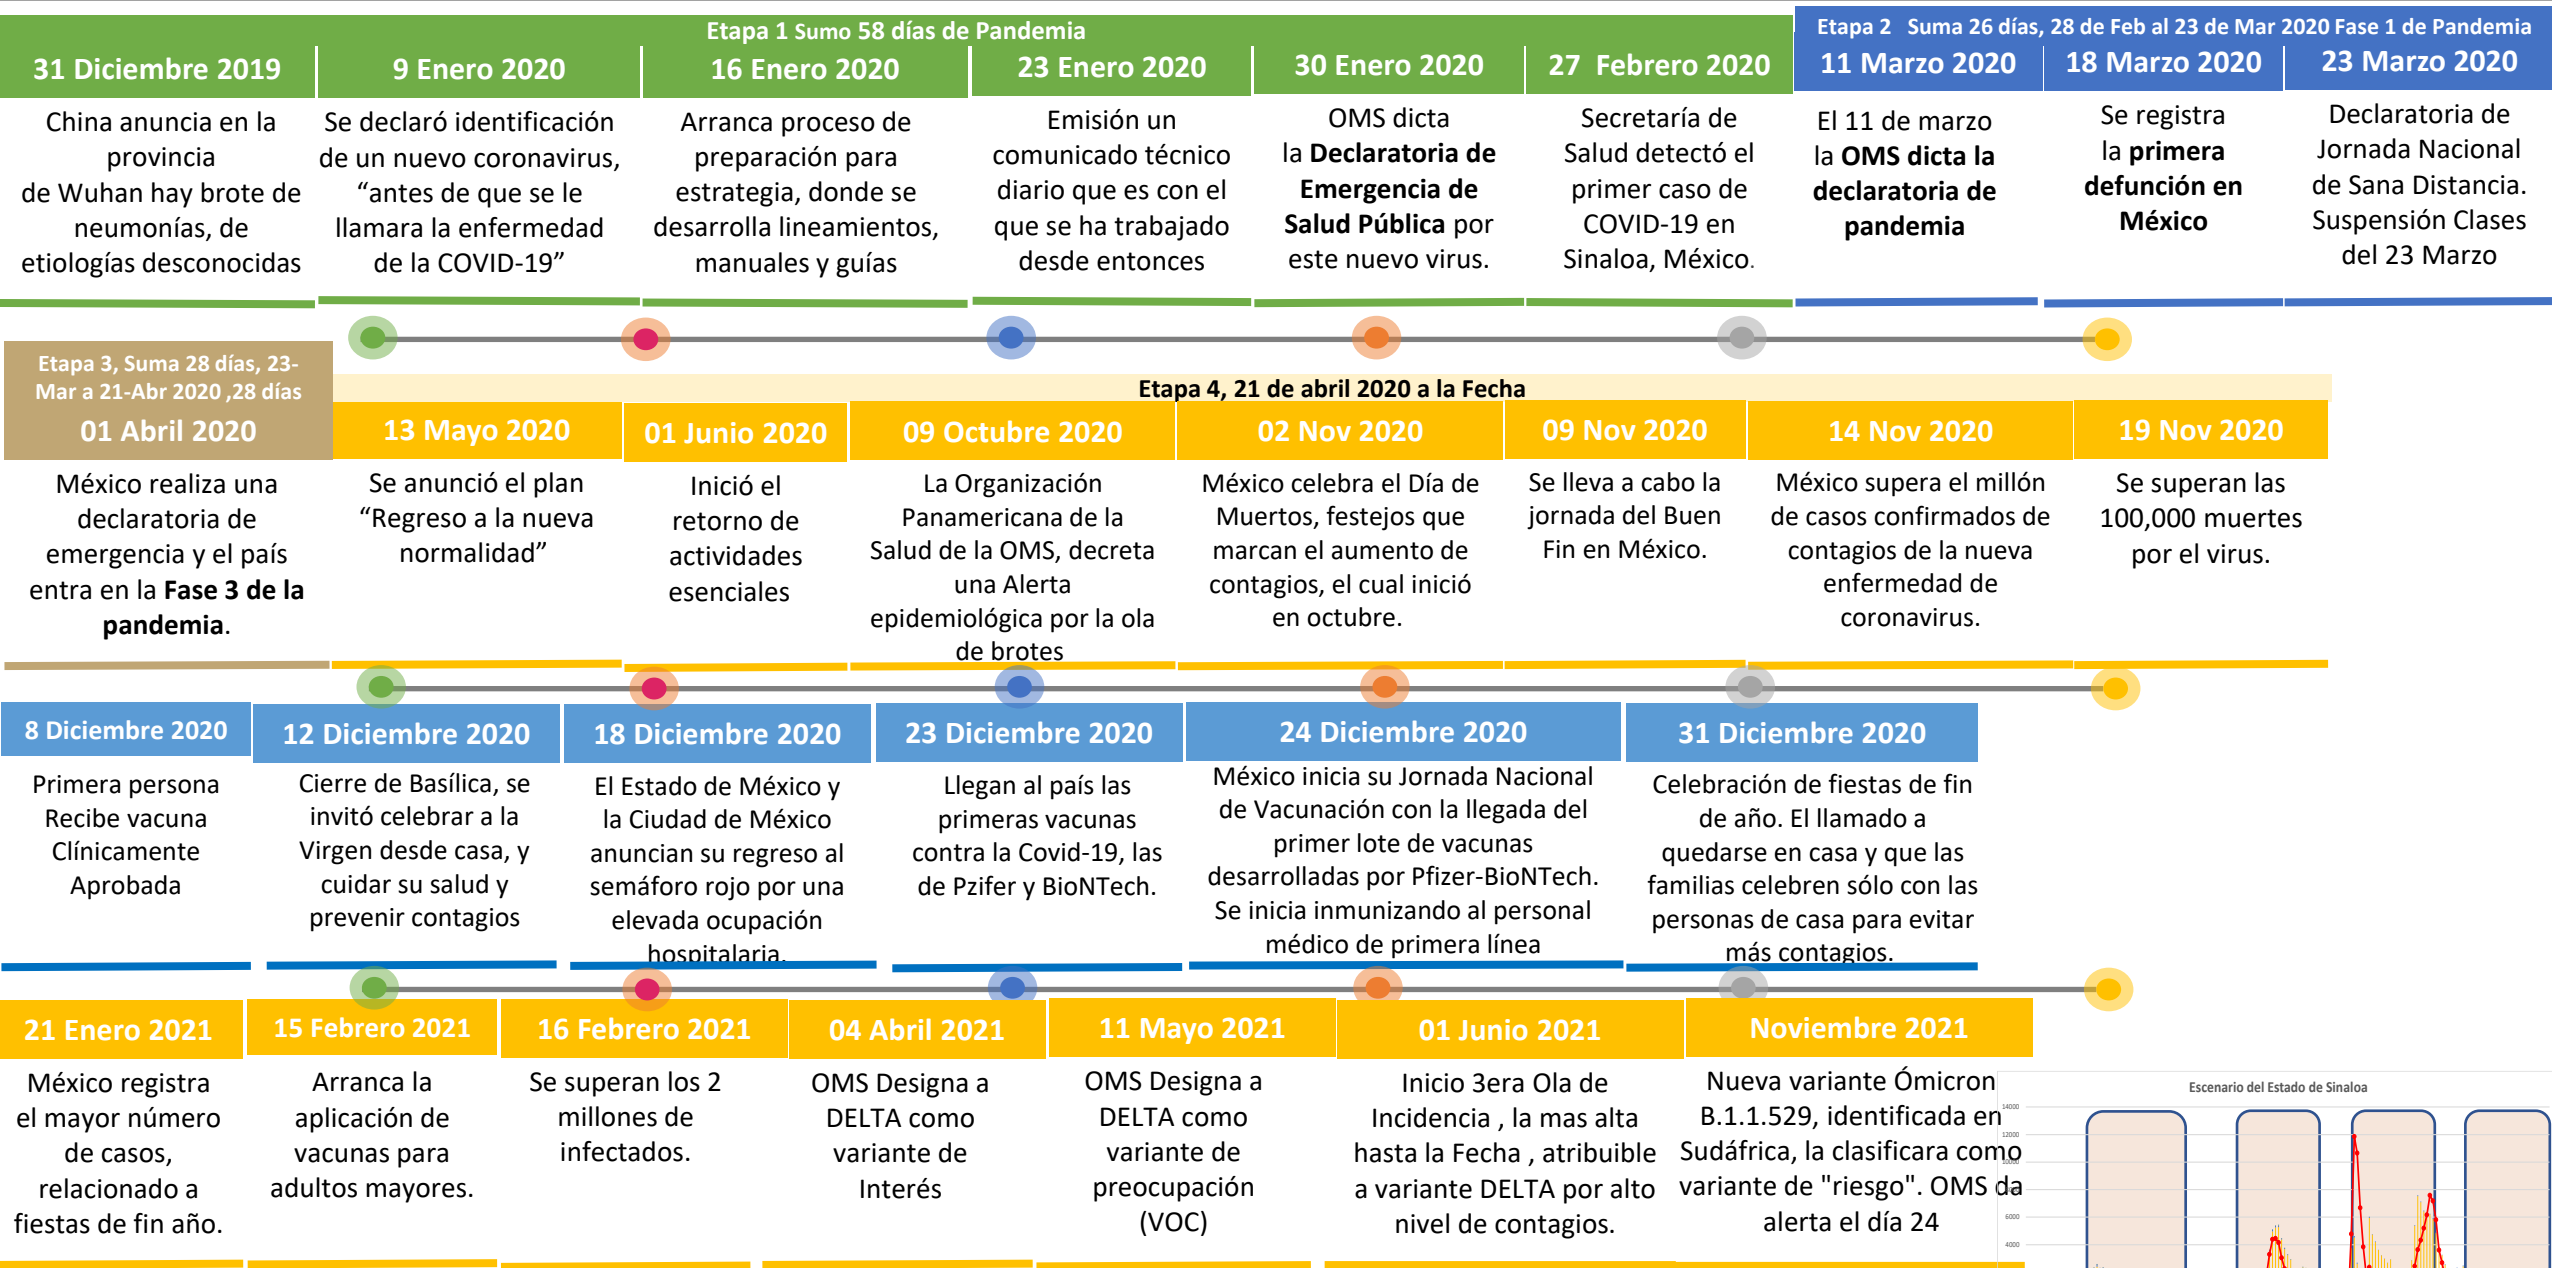 Etapa 1 Sumo 58 días de Pandemia
Etapa 2 Suma 26 días, 28 de Feb al 23 de Mar 2020 Fase 1 de Pandemia
31 Diciembre 2019
9 Enero 2020
16 Enero 2020
23 Enero 2020
30 Enero 2020
27 Febrero 2020
11 Marzo 2020
18 Marzo 2020
23 Marzo 2020
China anuncia en la
provincia
de Wuhan hay brote de
neumonías, de
etiologías desconocidas
Se declaró identificación
de un nuevo coronavirus,
“antes de que se le
llamara la enfermedad
de la COVID-19”
Arranca proceso de
preparación para
estrategia, donde se
desarrolla lineamientos,
manuales y guías
Emisión un
comunicado técnico
diario que es con el
que se ha trabajado
desde entonces
OMS dicta
la Declaratoria de
Emergencia de
Salud Pública por
este nuevo virus.
Secretaría de
Salud detectó el
primer caso de
COVID-19 en
Sinaloa, México.
El 11 de marzo
la OMS dicta la
declaratoria de
pandemia
Se registra
la primera
defunción en
México
Declaratoria de
Jornada Nacional
de Sana Distancia.
Suspensión Clases
del 23 Marzo
Etapa 3, Suma 28 días, 23-
Mar a 21-Abr 2020 ,28 días
Etapa 4, 21 de abril 2020 a la Fecha
01 Abril 2020
13 Mayo 2020
01 Junio 2020
09 Octubre 2020
02 Nov 2020
09 Nov 2020
14 Nov 2020
19 Nov 2020
México realiza una
declaratoria de
emergencia y el país
entra en la Fase 3 de la
pandemia.
Se anunció el plan
“Regreso a la nueva
normalidad”
Inició el
retorno de
actividades
esenciales
La Organización
Panamericana de la
Salud de la OMS, decreta
una Alerta
epidemiológica por la ola
de brotes
México celebra el Día de
Muertos, festejos que
marcan el aumento de
contagios, el cual inició
en octubre.
Se lleva a cabo la
jornada del Buen
Fin en México.
México supera el millón
de casos confirmados de
contagios de la nueva
enfermedad de
coronavirus.
Se superan las
100,000 muertes
por el virus.
8 Diciembre 2020
12 Diciembre 2020
18 Diciembre 2020
23 Diciembre 2020
24 Diciembre 2020
31 Diciembre 2020
Primera persona
Recibe vacuna
Clínicamente
Aprobada
Cierre de Basílica, se
invitó celebrar a la
Virgen desde casa, y
cuidar su salud y
prevenir contagios
El Estado de México y
la Ciudad de México
anuncian su regreso al
semáforo rojo por una
elevada ocupación
hospitalaria.
Llegan al país las
primeras vacunas
contra la Covid-19, las
de Pzifer y BioNTech.
México inicia su Jornada Nacional
de Vacunación con la llegada del
primer lote de vacunas
desarrolladas por Pfizer-BioNTech.
Se inicia inmunizando al personal
médico de primera línea
Celebración de fiestas de fin
de año. El llamado a
quedarse en casa y que las
familias celebren sólo con las
personas de casa para evitar
más contagios.
21 Enero 2021
15 Febrero 2021
16 Febrero 2021
04 Abril 2021
11 Mayo 2021
01 Junio 2021
Noviembre 2021
México registra
el mayor número
de casos,
relacionado a
fiestas de fin año.
Arranca la
aplicación de
vacunas para
adultos mayores.
Se superan los 2
millones de
infectados.
OMS Designa a
DELTA como
variante de
Interés
OMS Designa a
DELTA como
variante de
preocupación
(VOC)
Inicio 3era Ola de
Incidencia , la mas alta
hasta la Fecha , atribuible
a variante DELTA por alto
nivel de contagios.
Nueva variante Ómicron
B.1.1.529, identificada en
Sudáfrica, la clasificara como
variante de "riesgo". OMS da
alerta el día 24
Escenario del Estado de Sinaloa
14000
12000
10000
6000
4000